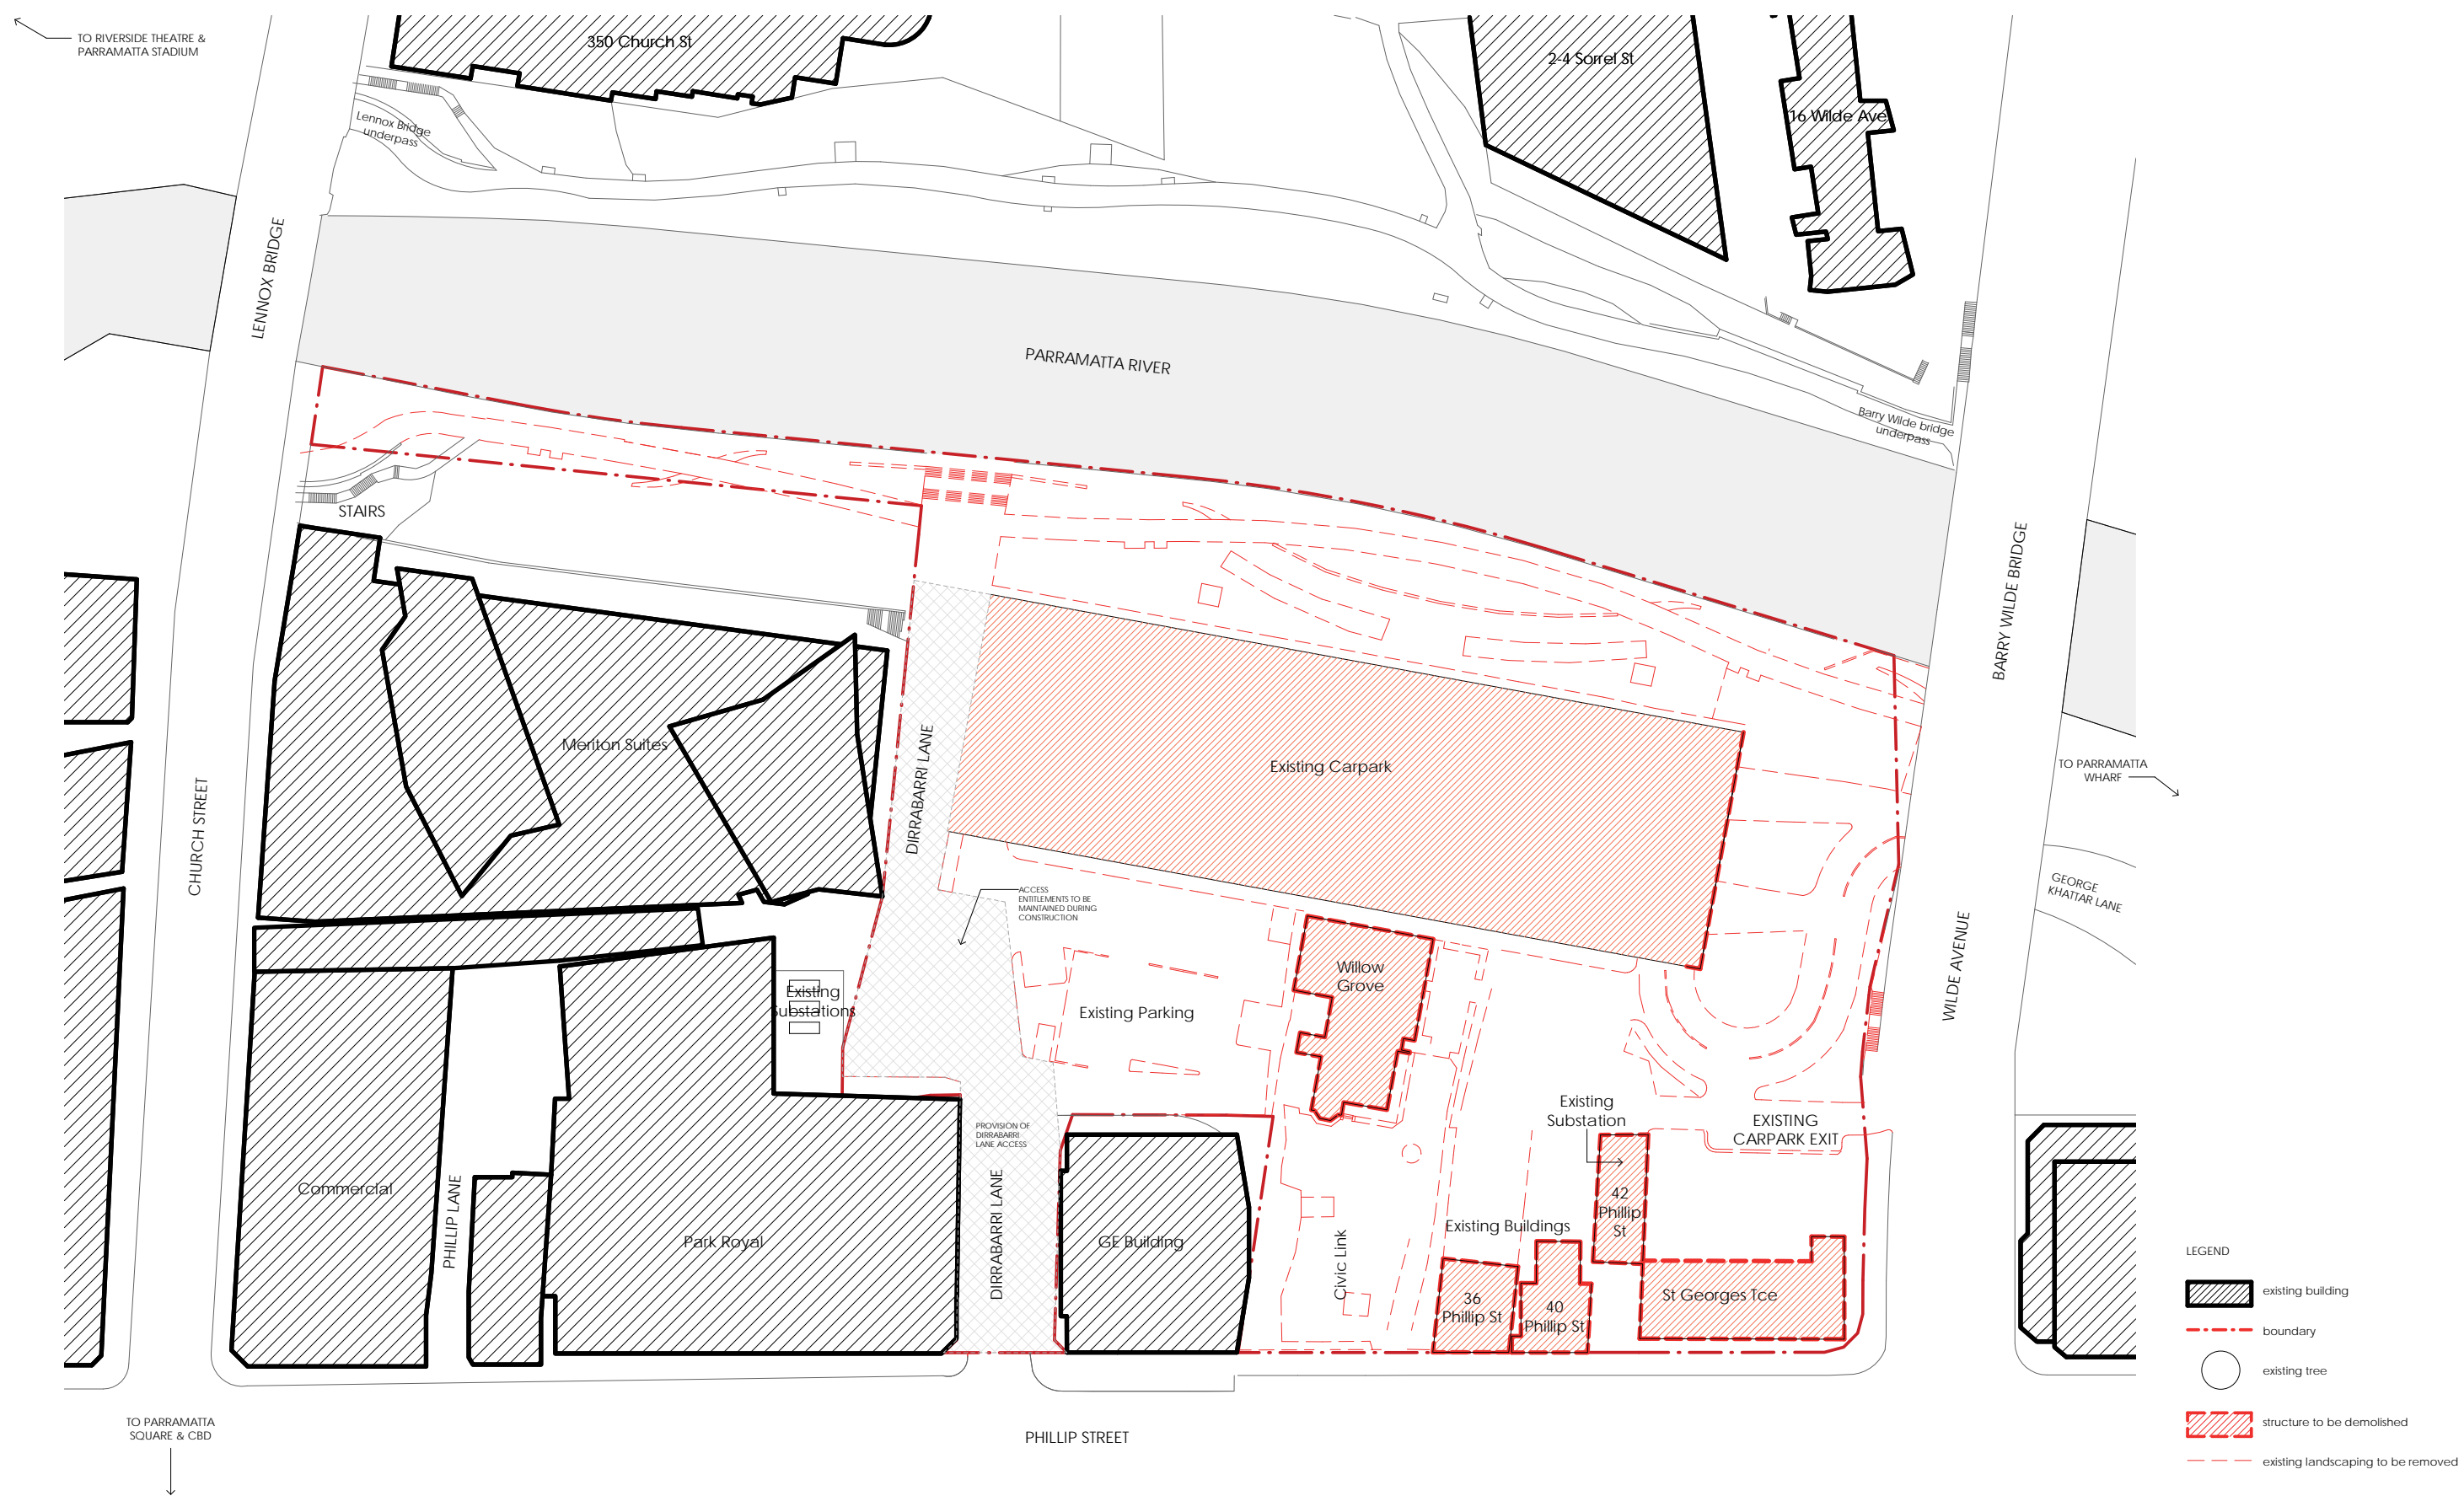 TO RIVERSIDE THEATRE &
PARRAMATTA STADIUM
350 Church St
2-4 Sorrel St
16 Wilde Ave
Lennox Bridge
underpass
LENNOX BRIDGE
PARRAMATTA RIVER
Barry Wilde bridge
underpass
STAIRS
BARRY WILDE BRIDGE
Meriton Suites
DIRRABARRI LANE
Existing Carpark
TO PARRAMATTA
WHARF
CHURCH STREET
ACCESS
ENTITLEMENTS TO BE
MAINTAINED DURING
CONSTRUCTION
GEORGE
KHATTAR LANE
WILDE AVENUE
Willow
Grove
Existing
Substations
Existing Parking
Existing
Substation
EXISTING
CARPARK EXIT
PROVISION OF
DIRRABARRI
LANE ACCESS
Commercial
PHILLIP LANE
Park Royal
DIRRABARRI LANE
GE Building
Civic Link
Existing Buildings
42
Phillip
St
36
Phillip St
40
Phillip St
St Georges Tce
LEGEND
existing building
boundary
existing tree
structure to be demolished
existing landscaping to be removed
TO PARRAMATTA
SQUARE & CBD
PHILLIP STREET